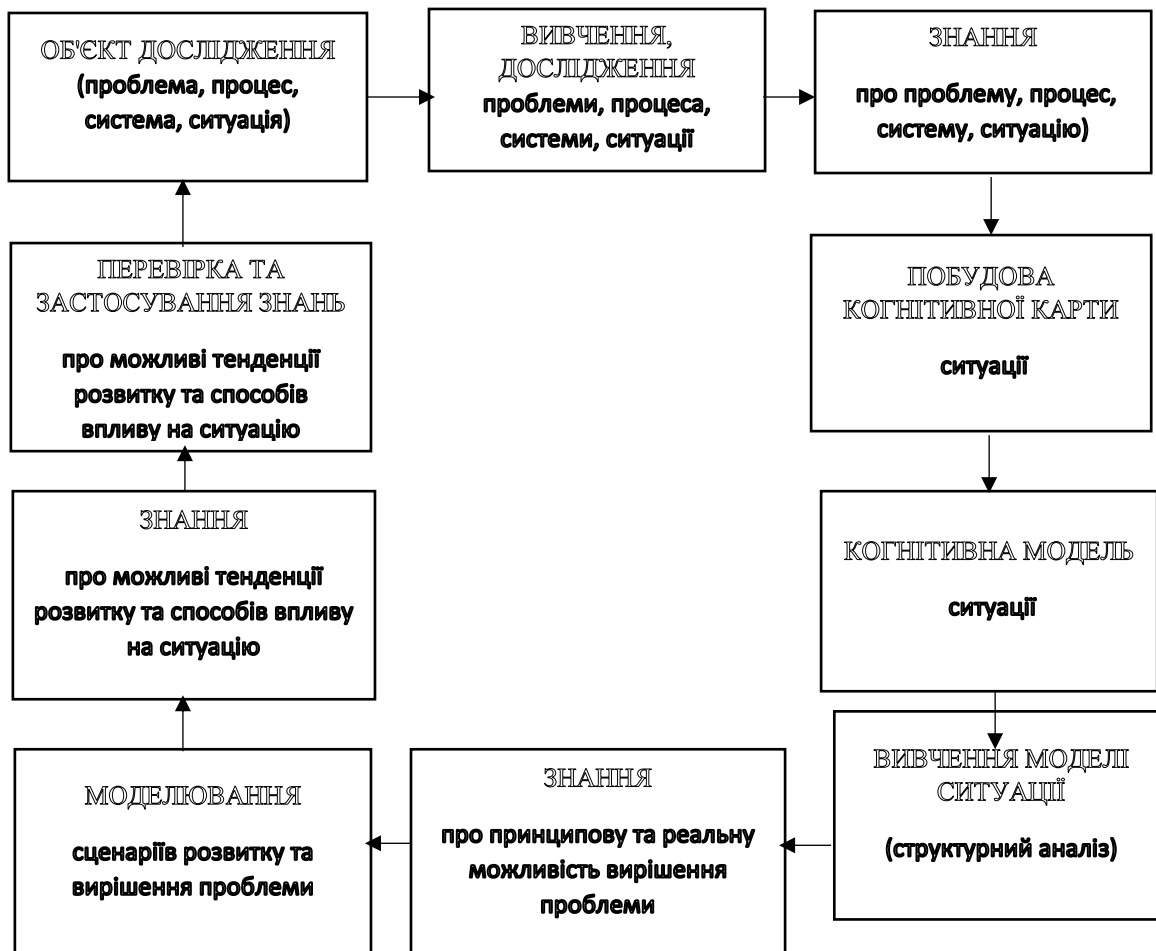 ОБ'ЄКТ ДОСЛІДЖЕННЯ
(проблема, процес,
система, ситуація)
ВИВЧЕННЯ,
ДОСЛІДЖЕННЯ
проблеми, процеса,
системи, ситуації
ЗНАННЯ
про проблему, процес,
систему, ситуацію)
ПОБУДОВА
КОГНІТИВНОЇ КАРТИ
ситуації
КОГНІТИВНА МОДЕЛЬ
ситуації
ВИВЧЕННЯ МОДЕЛІ
СИТУАЦІЇ
(структурний аналіз)
ЗНАННЯ
про принципову та реальну
можливість вирішення
проблеми
МОДЕЛЮВАННЯ
сценаріїв розвитку та
вирішення проблеми
ЗНАННЯ
про можливі тенденції
розвитку та способів впливу
на ситуацію
ПЕРЕВІРКА ТА
ЗАСТОСУВАННЯ ЗНАНЬ
про можливі тенденції
розвитку та способів
впливу на ситуацію